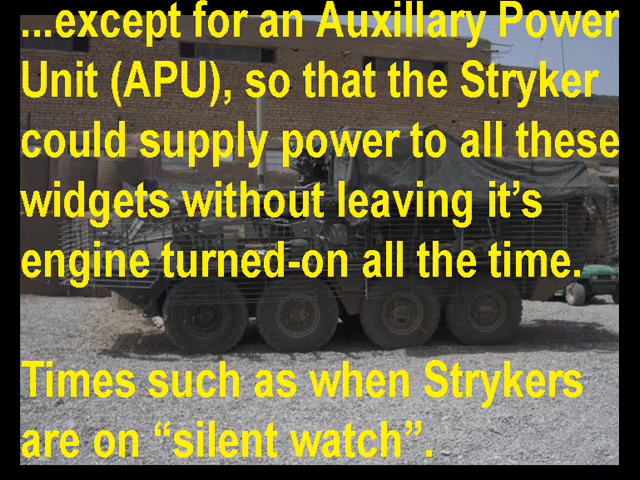 ...except for an Auxillary Power
Unit (APU), so that the Stryker
could supply power to all these
widgets without leaving it’s
engine turned-on all the time.
Times such as when Strykers
are on “silent watch”.